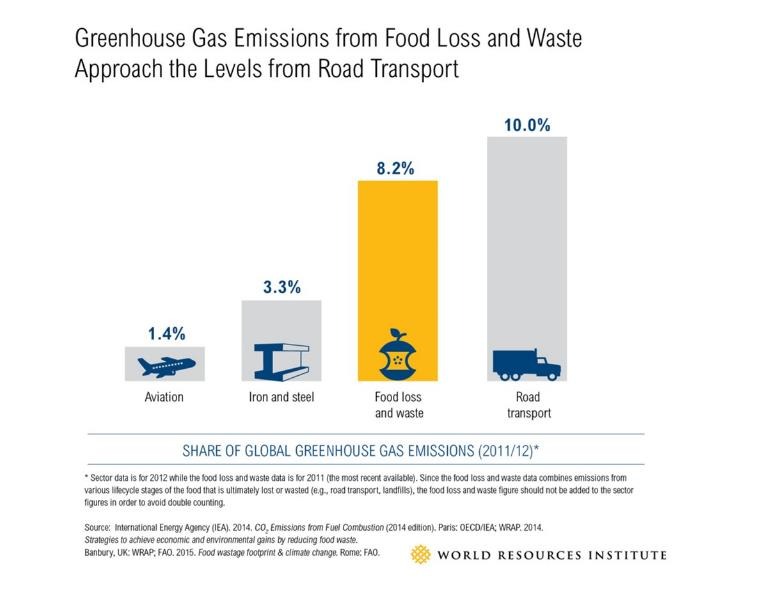 Greenhouse Gas Emissions from Food Loss and Waste
Approach the Levels from Road Transport
10.0%
8.2%
3.3%
1.4%
Aviation
Iron and steel
Food loss
and waste
Road
transport
SHARE OF GLOBAL GREENHOUSE GAS EMISSIONS (2011/12)*
* Sector data is for 2012 while the food loss and waste data is for 2011 (the most recent available). Since the food loss and waste data combines emissions from
various lifecycle stages of the food that is ultimately lost or wasted (e.g., road transport, landfills), the food loss and waste figure should not be added to the sector
figures in order to avoid double counting.
Source: International Energy Agency (IEA). 2014. CO₂ Emissions from Fuel Combustion (2014 edition). Paris: OECD/IEA; WRAP. 2014.
Strategies to achieve economic and environmental gains by reducing food waste.
Banbury, UK: WRAP; FAO. 2015. Food wastage footprint & climate change. Rome: FAO.
WORLD RESOURCES INSTITUTE